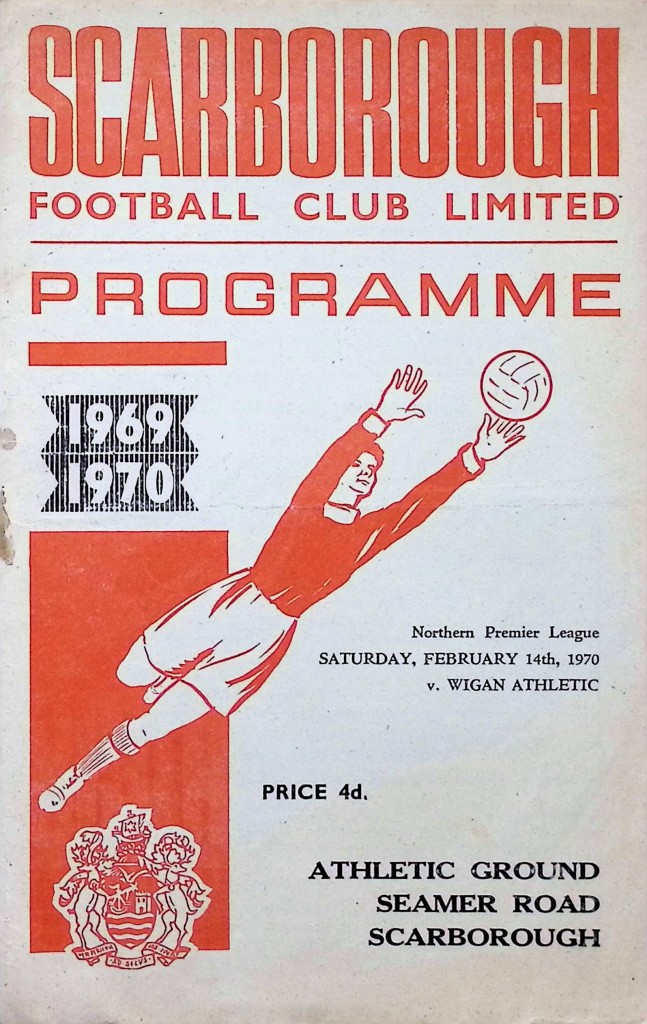 SCARBOROUGH
FOOTBALL CLUB LIMITED
PROGRAMME
1969
1970
Northern Premier League
SATURDAY, FEBRUARY 14th, 1970
v. WIGAN ATHLETIC
PRICE 4d.
ATHLETIC GROUND
SEAMER ROAD
SCARBOROUGH